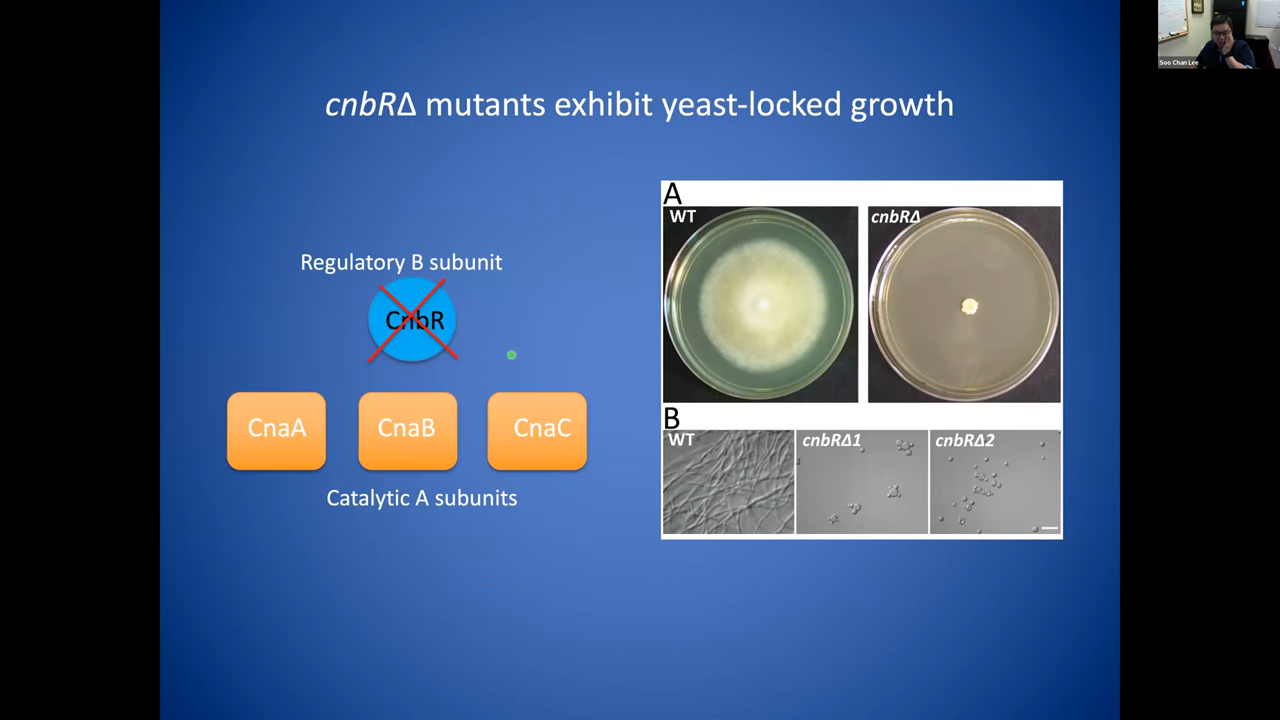 cnbRΔ mutants exhibit yeast-locked growth
Regulatory B subunit
CnbR
CnaA
CnaB
CnaC
Catalytic A subunits
A
WT
cnbRΔ
B
WT
cnbRΔ1
cnbRΔ2
Soo Chan Lee